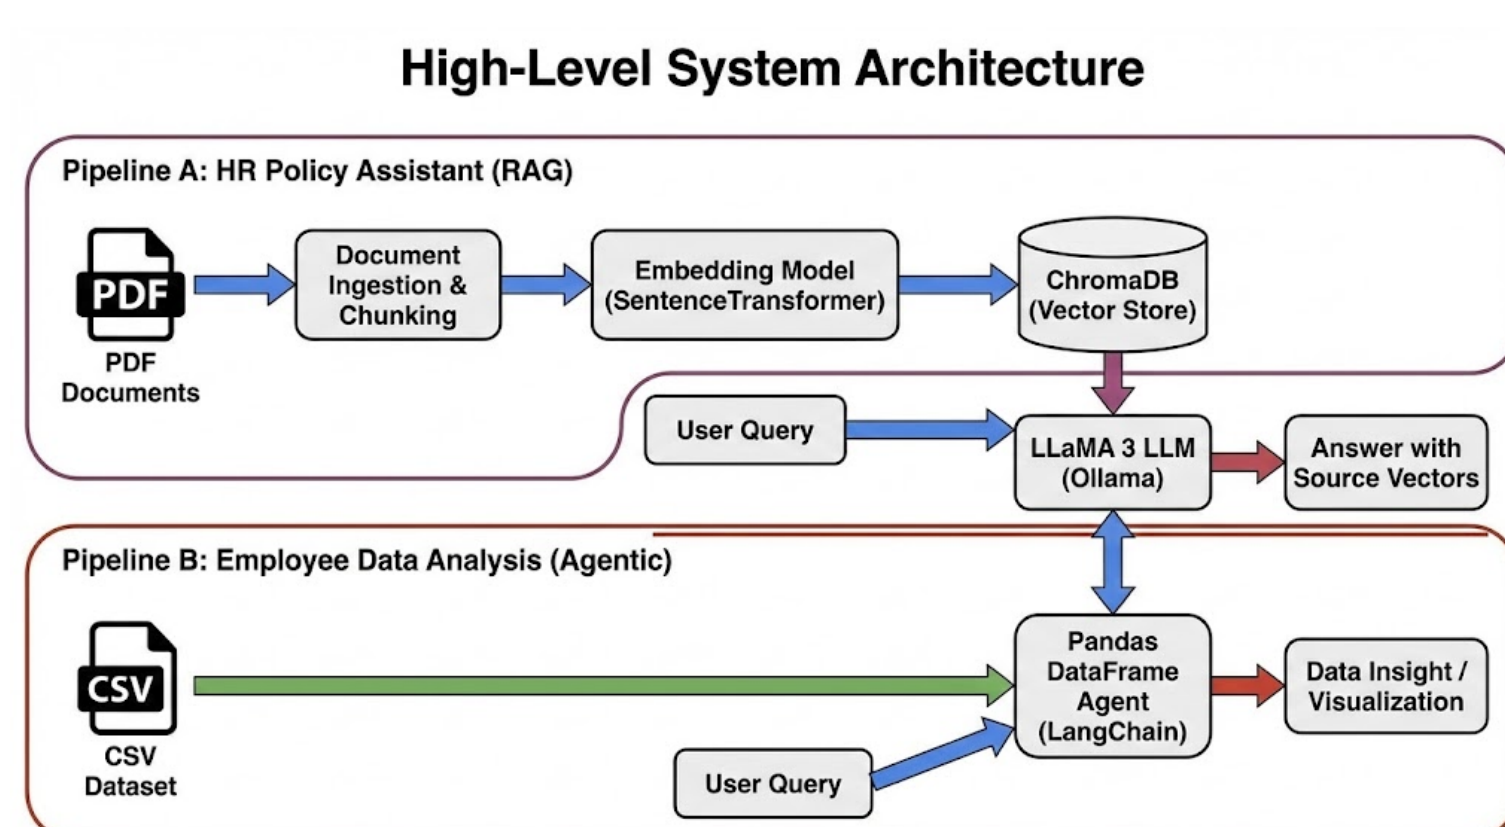 High-Level System Architecture
Pipeline A: HR Policy Assistant (RAG)
PDF
PDF
Documents
Document
Ingestion &
Chunking
Embedding Model
(SentenceTransformer)
ChromaDB
(Vector Store)
User Query
LLaMA 3 LLM
(Ollama)
Answer with
Source Vectors
Pipeline B: Employee Data Analysis (Agentic)
CSV
CSV
Dataset
User Query
Pandas
DataFrame
Agent
(LangChain)
Data Insight /
Visualization